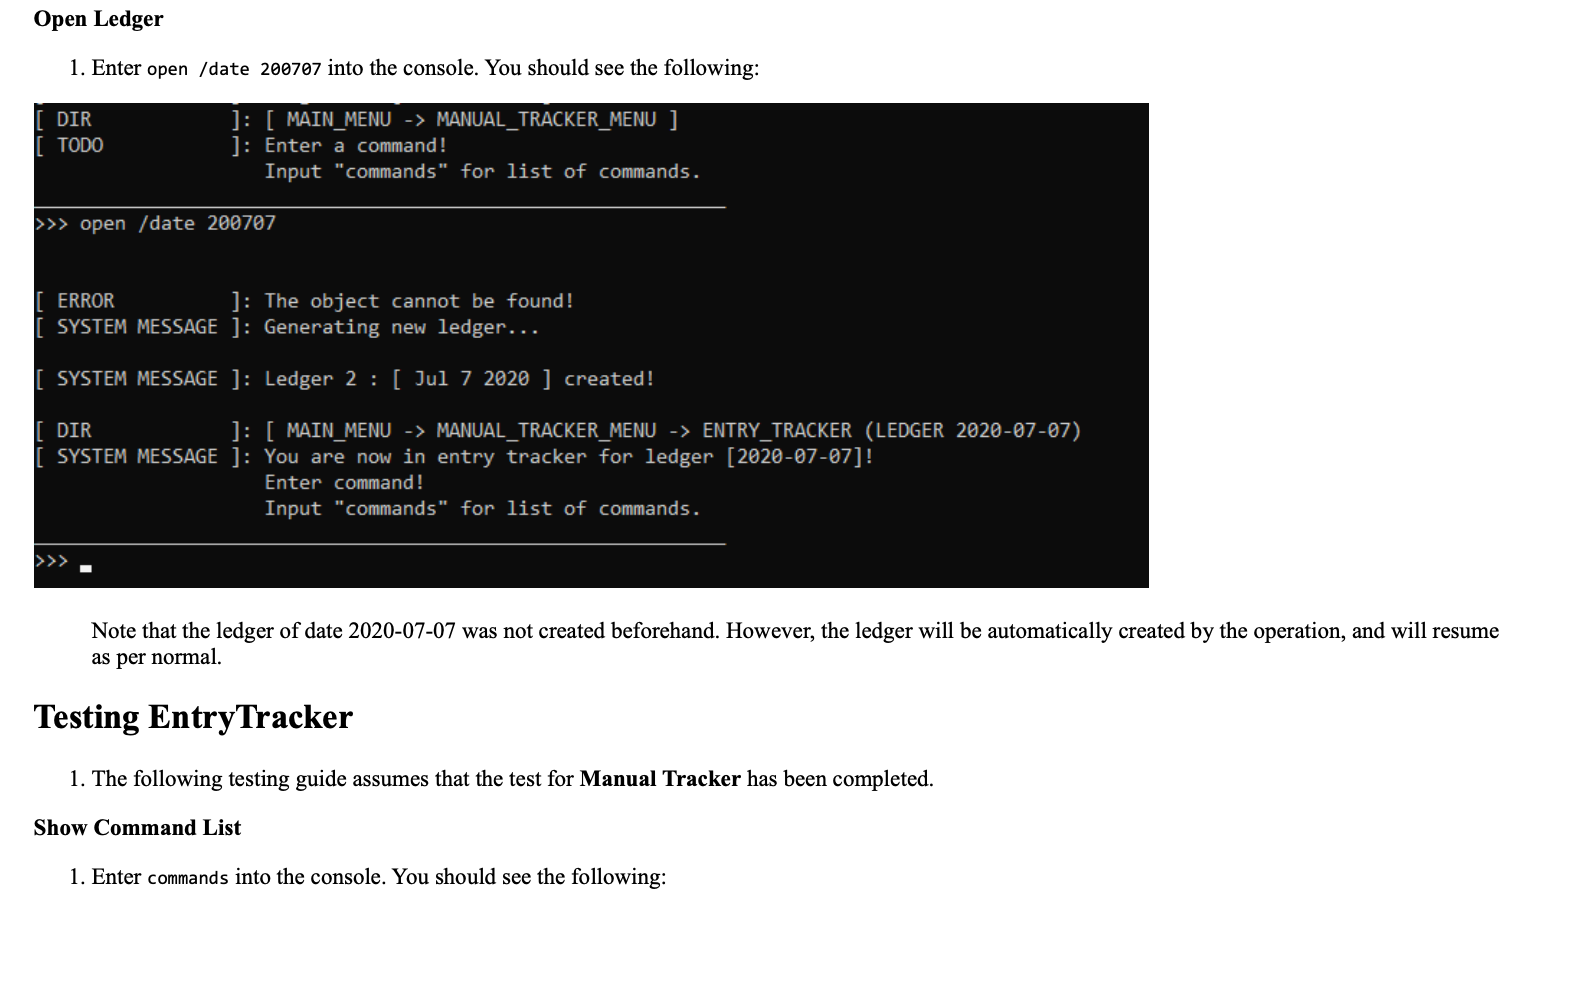 Open Ledger
1. Enter open /date 200707 into the console. You should see the following:
[ DIR ]: [ MAIN_MENU -> MANUAL_TRACKER_MENU ]
[ TODO ]: Enter a command!
Input "commands" for list of commands.
>>> open /date 200707
[ ERROR ]: The object cannot be found!
[ SYSTEM MESSAGE ]: Generating new ledger...
[ SYSTEM MESSAGE ]: Ledger 2 : [ Jul 7 2020 ] created!
[ DIR ]: [ MAIN_MENU -> MANUAL_TRACKER_MENU -> ENTRY_TRACKER (LEDGER 2020-07-07)
[ SYSTEM MESSAGE ]: You are now in entry tracker for ledger [2020-07-07]!
Enter command!
Input "commands" for list of commands.
>>>
Note that the ledger of date 2020-07-07 was not created beforehand. However, the ledger will be automatically created by the operation, and will resume
as per normal.
Testing EntryTracker
1. The following testing guide assumes that the test for Manual Tracker has been completed.
Show Command List
1. Enter commands into the console. You should see the following: